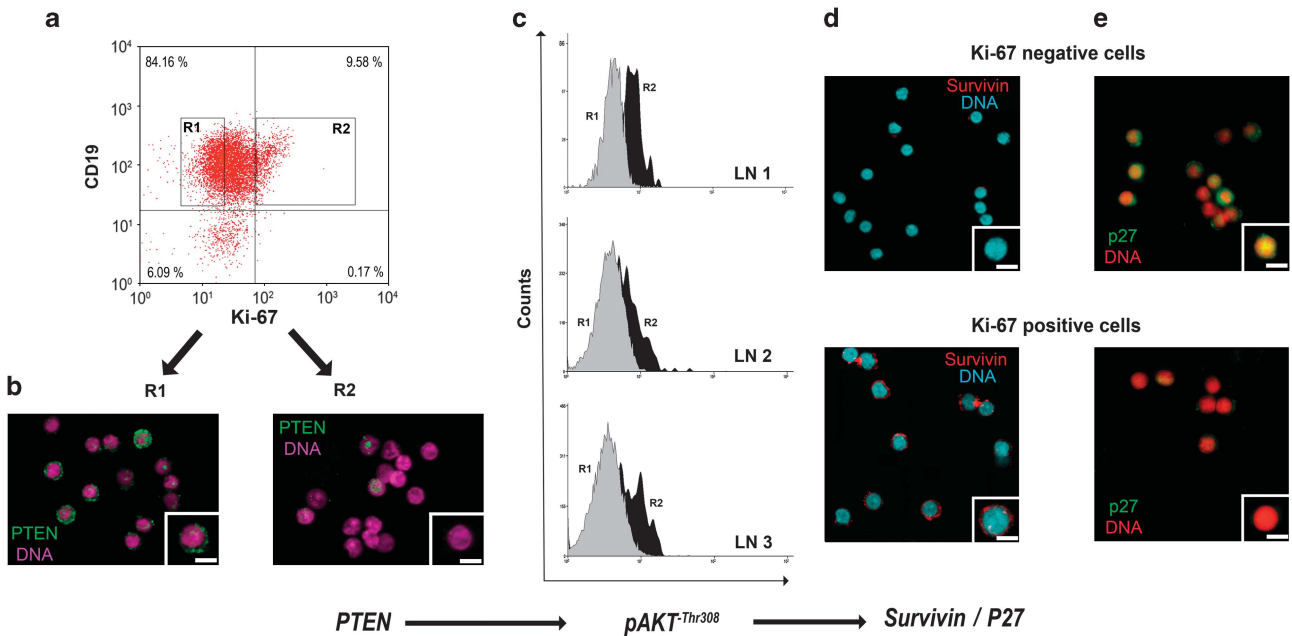 a
10⁴
10³
10²
10¹
10⁰
CD19
84.16 %
9.58 %
R1
R2
6.09 %
0.17 %
10⁰
10¹
10²
10³
10⁴
Ki-67
R1
R2
b
PTEN
DNA
PTEN
DNA
c
Counts
R1
R2
LN 1
R1
R2
LN 2
R1
R2
LN 3
d
e
Ki-67 negative cells
Survivin
DNA
p27
DNA
Ki-67 positive cells
Survivin
DNA
p27
DNA
PTEN
pAKT-Thr308
Survivin / P27